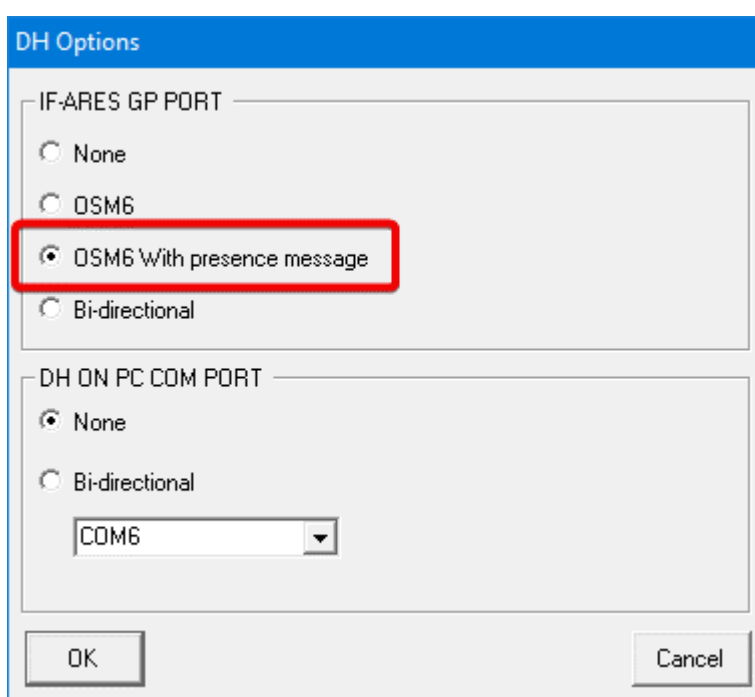 DH Options
IF-ARES GP PORT
None
OSM6
OSM6 With presence message
Bi-directional
DH ON PC COM PORT
None
Bi-directional
COM6
OK
Cancel